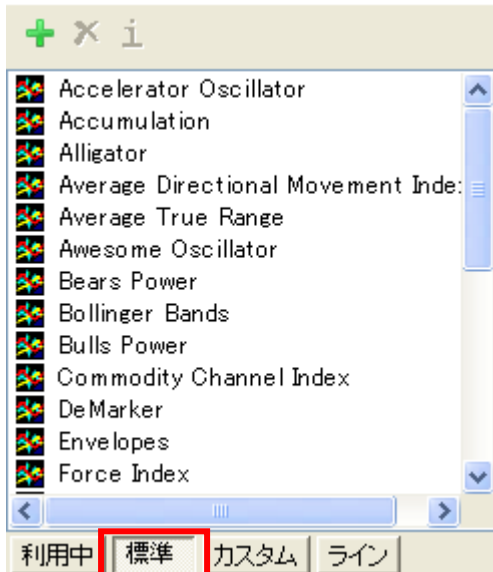 Accelerator Oscillator
Accumulation
Alligator
Average Directional Movement Inde
Average True Range
Awesome Oscillator
Bears Power
Bollinger Bands
Bulls Power
Commodity Channel Index
DeMarker
Envelopes
Force Index
利用中 標準 カスタム ライン